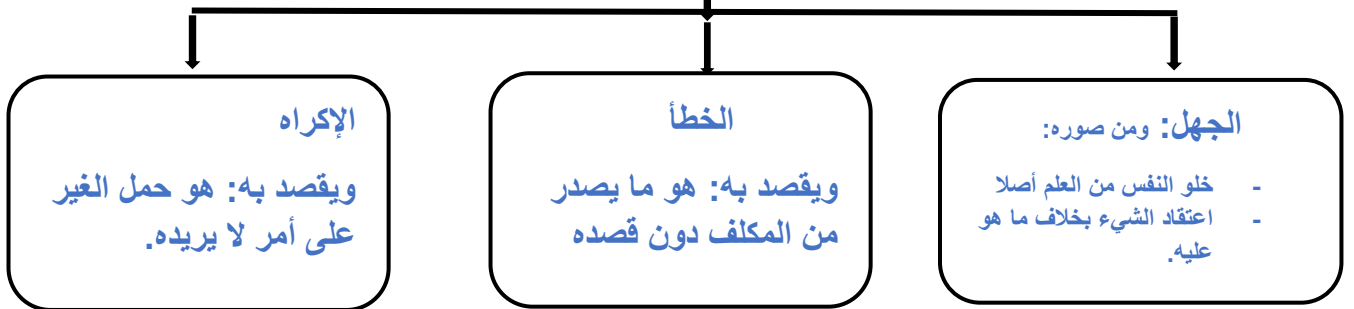 الجهل: ومن صوره:
- خلو النفس من العلم أصلا
- اعتقاد الشيء بخلاف ما هو
عليه.
الخطأ
ويقصد به: هو ما يصدر
من المكلف دون قصده
الإكراه
ويقصد به: هو حمل الغير
على أمر لا يريده.